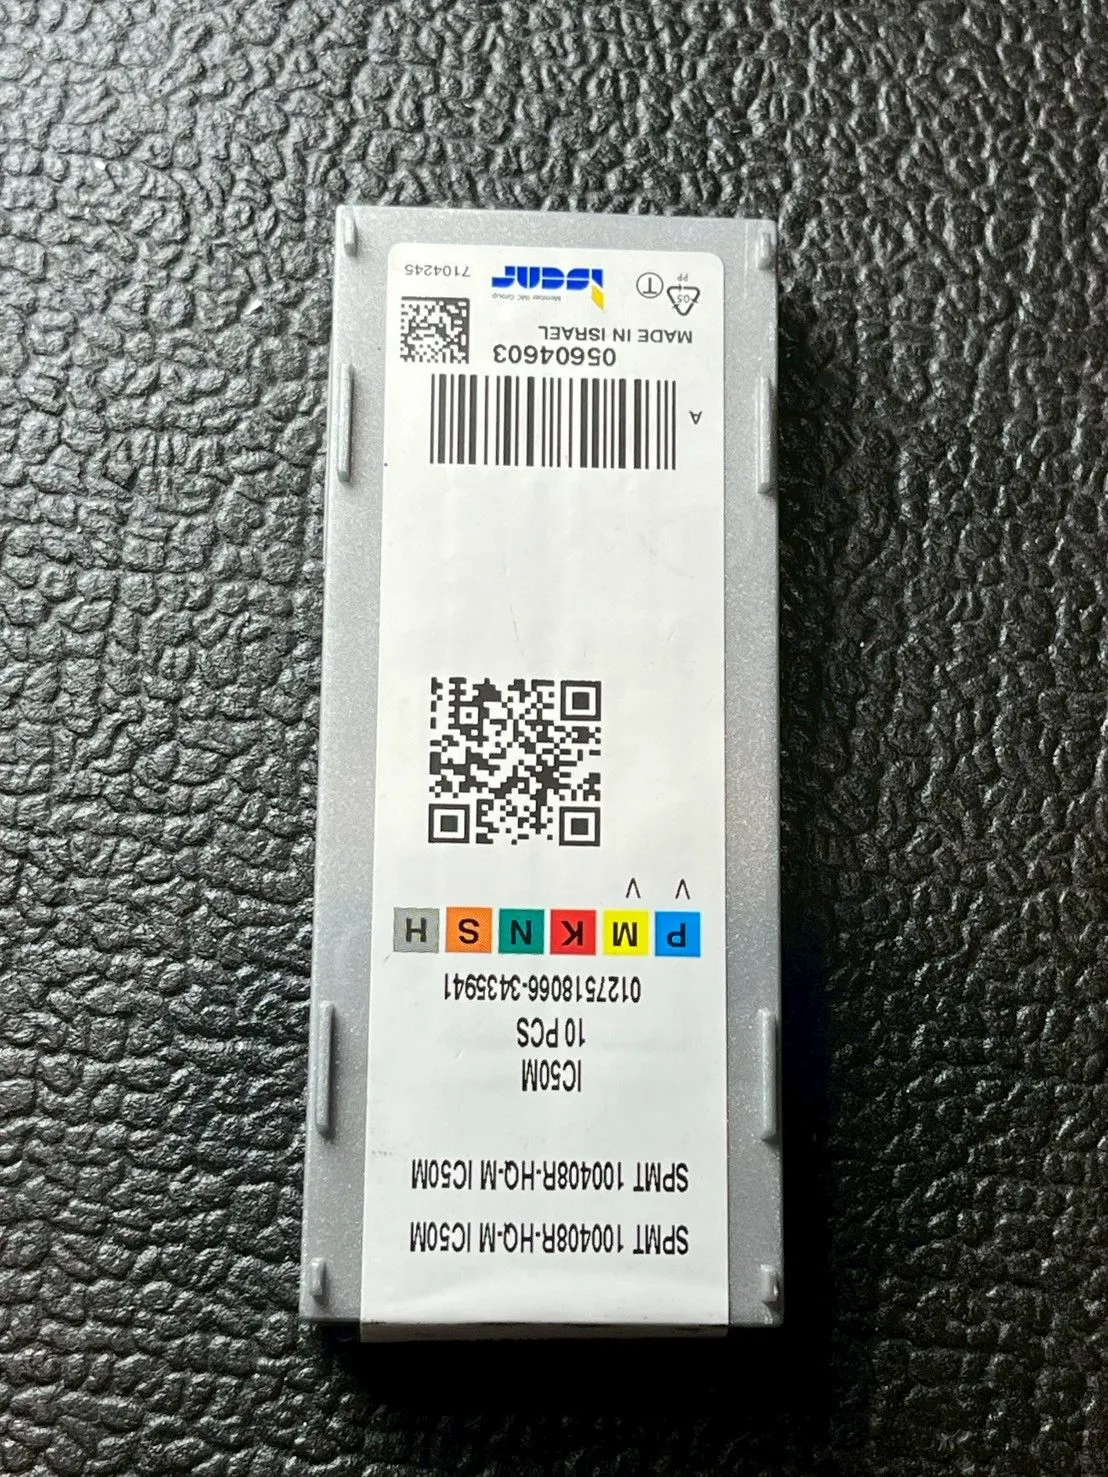 SPMT 100408R-HQ-M IC50M
SPMT 100408R-HQ-M IC50M
IC50M
10 PCS
0127518066-3435941
P M K N S H
V V
A
05604603
MADE IN ISRAEL
05
PP
T
Member IMC Group
iscar
7104245